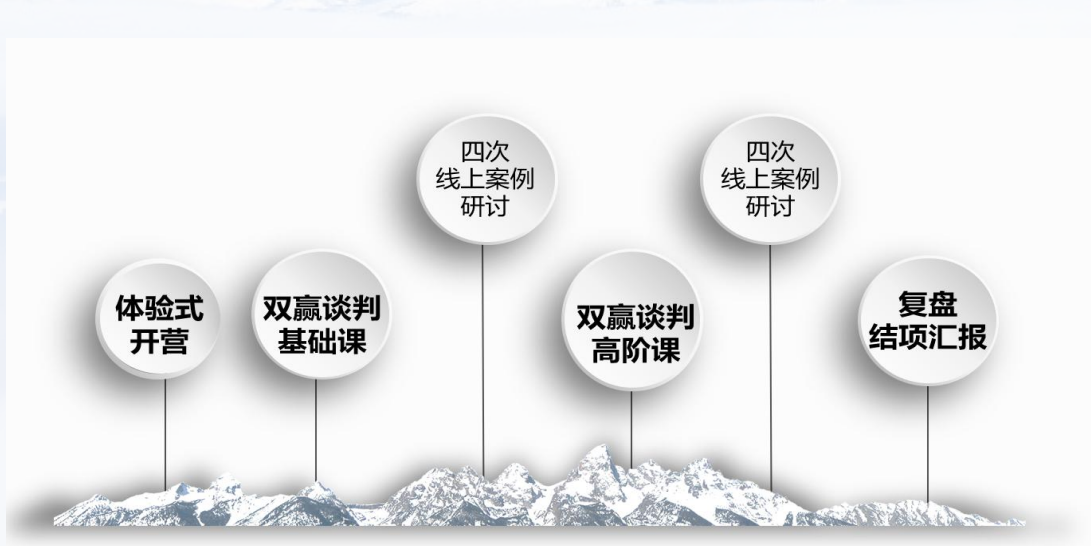 体验式
开营
双赢谈判
基础课
四次
线上案例
研讨
双赢谈判
高阶课
四次
线上案例
研讨
复盘
结项汇报